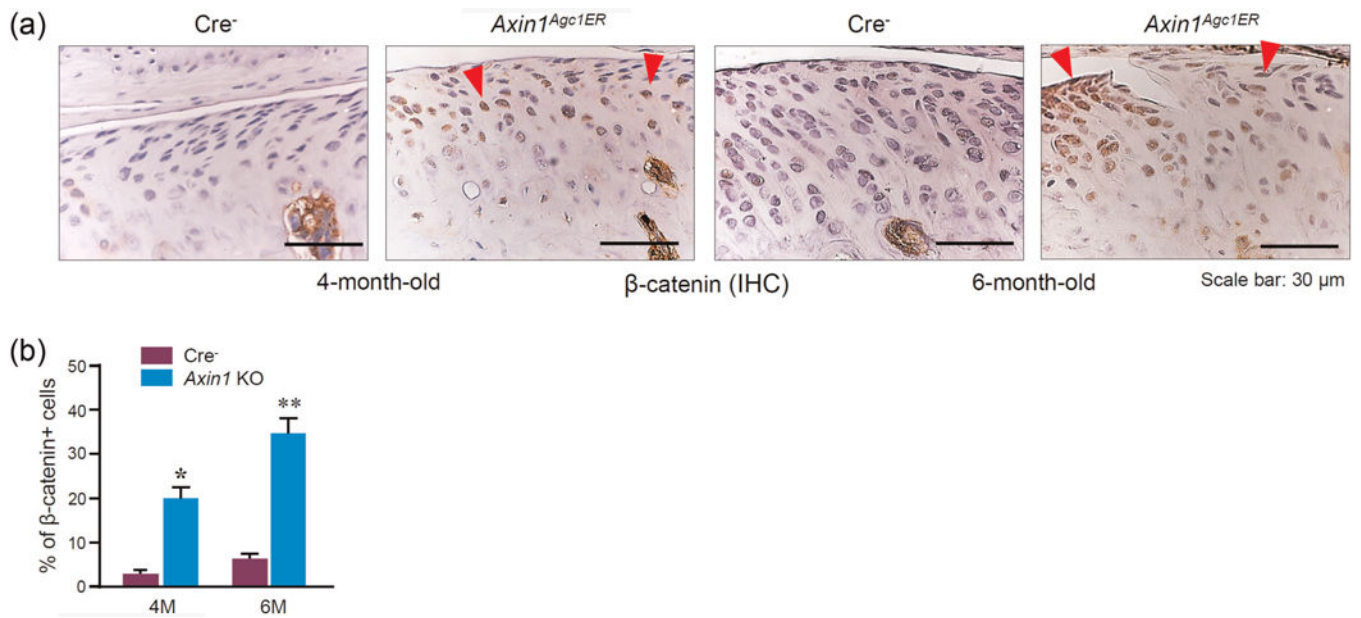 (a)
Cre⁻ Axin1ᴬᵍᶜ¹ᴱᴿ Cre⁻ Axin1ᴬᵍᶜ¹ᴱᴿ
4-month-old β-catenin (IHC) 6-month-old Scale bar: 30 μm
(b)
Cre⁻
Axin1 KO
% of β-catenin+ cells
50
40
30
20
10
0
*
**
4M 6M